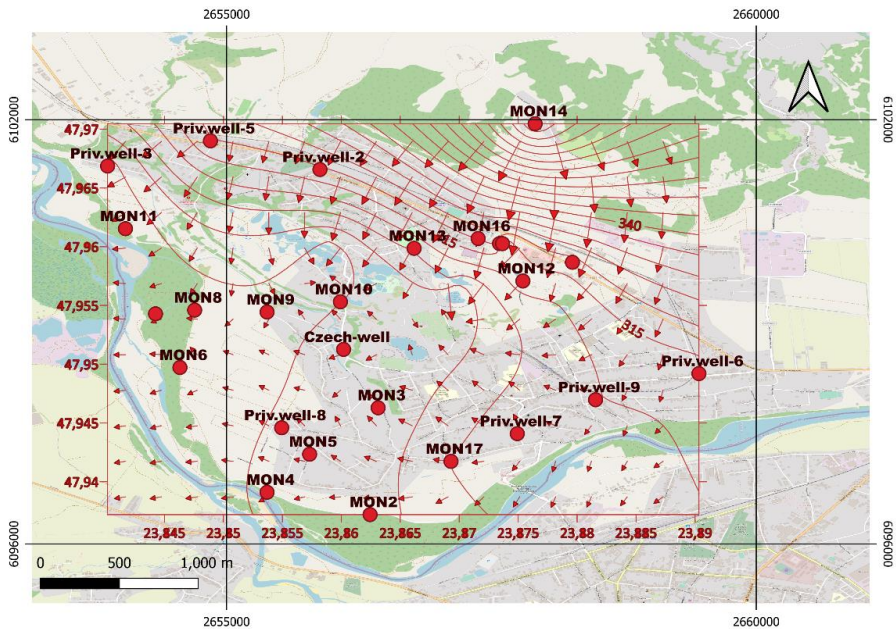 2655000
2660000
6102000
6102000
MON14
47,97
Priv.well-5
Priv.well-3
Priv.well-2
47,965
MON11
340
MON16
MON13
47,96
MON12
MON8
MON10
MON9
47,955
315
Czech-well
47,95
MON6
Priv.well-6
MON3
Priv.well-9
Priv.well-8
Priv.well-7
47,945
MON5
MON17
MON4
47,94
MON2
23,845
23,85
23,855
23,86
23,865
23,87
23,875
23,88
23,885
23,89
6096000
6096000
0
500
1,000 m
2655000
2660000